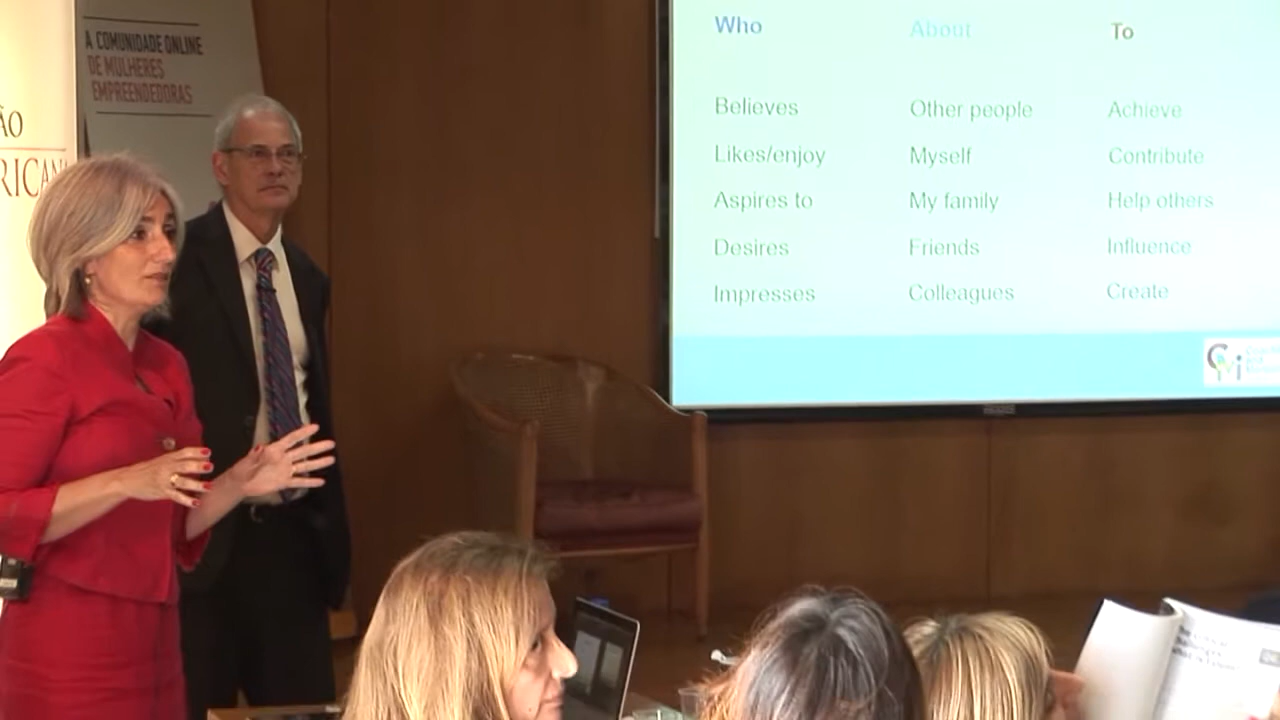 A COMUNIDADE ONLINE
DE MULHERES
EMPREENDEDORAS
ÃO
RICAN
Who About To
Believes Other people Achieve
Likes/enjoy Myself Contribute
Aspires to My family Help others
Desires Friends Influence
Impresses Colleagues Create